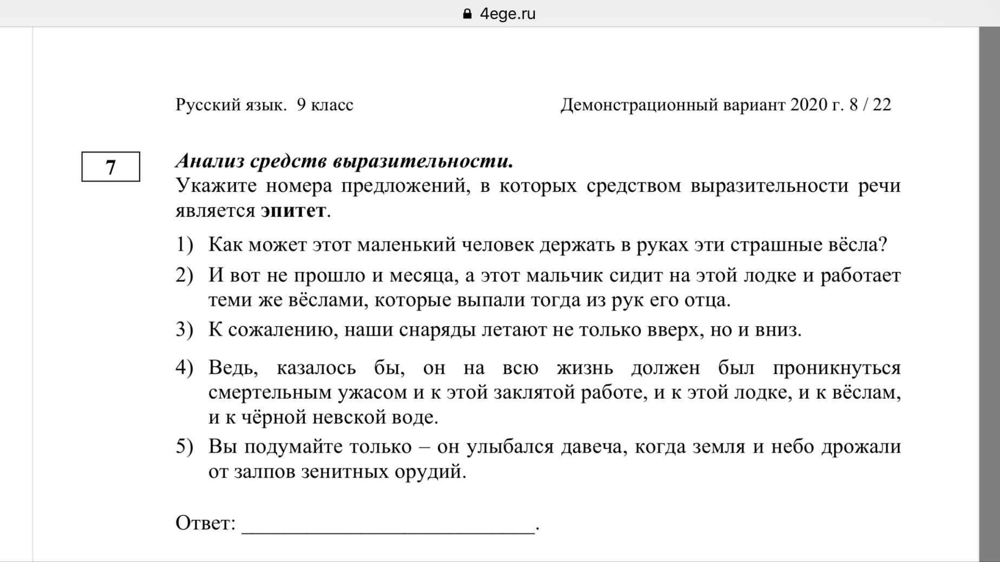 4ege.ru
Русский язык. 9 класс
Демонстрационный вариант 2020 г. 8 / 22
7
Анализ средств выразительности.
Укажите номера предложений, в которых средством выразительности речи
является эпитет.
1) Как может этот маленький человек держать в руках эти страшные вёсла?
2) И вот не прошло и месяца, а этот мальчик сидит на этой лодке и работает
теми же вёслами, которые выпали тогда из рук его отца.
3) К сожалению, наши снаряды летают не только вверх, но и вниз.
4) Ведь, казалось бы, он на всю жизнь должен был проникнуться
смертельным ужасом и к этой заклятой работе, и к этой лодке, и к вёслам,
и к чёрной невской воде.
5) Вы подумайте только – он улыбался давеча, когда земля и небо дрожали
от залпов зенитных орудий.
Ответ: ___________________________.